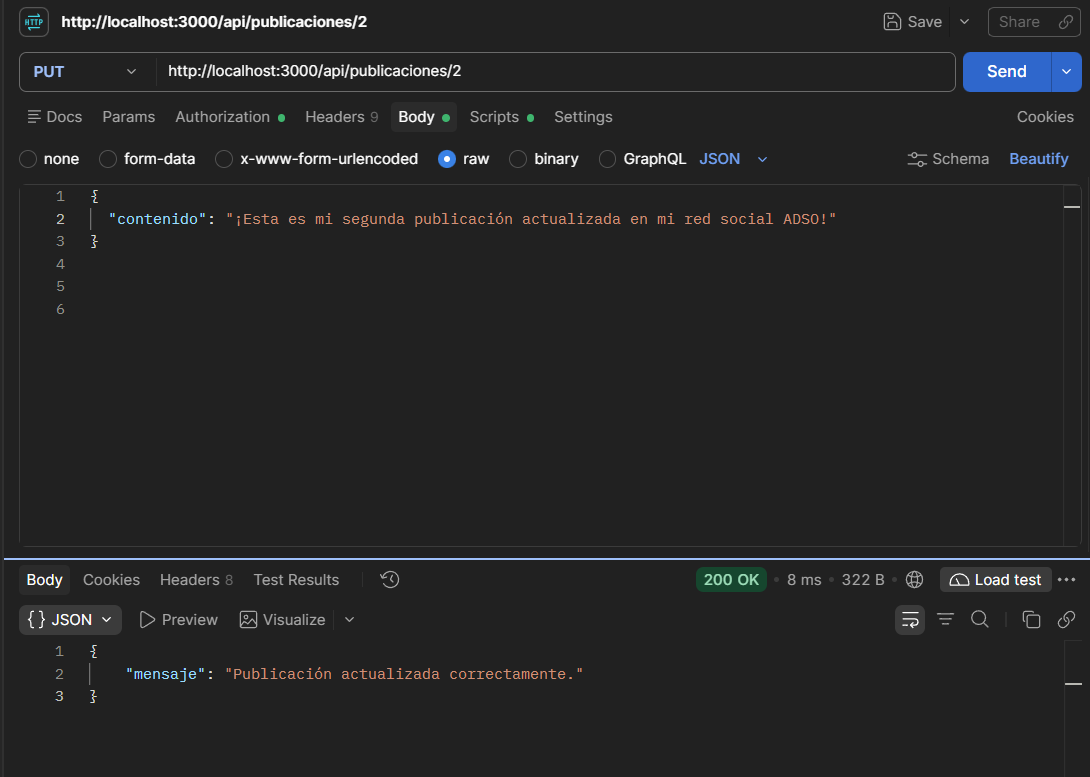 HTTP http://localhost:3000/api/publicaciones/2 Save Share
PUT http://localhost:3000/api/publicaciones/2 Send
Docs Params Authorization Headers 9 Body Scripts Settings Cookies
none form-data x-www-form-urlencoded raw binary GraphQL JSON Schema Beautify
1 {
2 "contenido": "¡Esta es mi segunda publicación actualizada en mi red social ADSO!"
3 }
4
5
6
Body Cookies Headers 8 Test Results 200 OK • 8 ms • 322 B • Load test
{} JSON Preview Visualize
1 {
2 "mensaje": "Publicación actualizada correctamente."
3 }